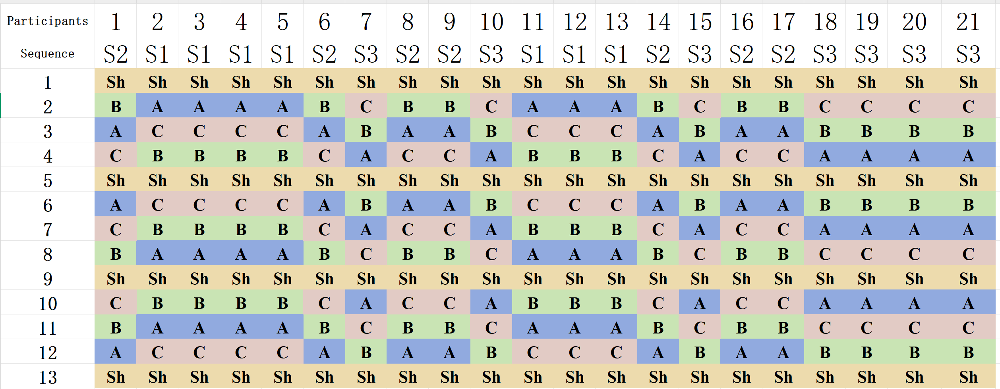 Participants 1 2 3 4 5 6 7 8 9 10 11 12 13 14 15 16 17 18 19 20 21
Sequence S2 S1 S1 S1 S1 S2 S3 S2 S2 S3 S1 S1 S1 S2 S3 S2 S2 S3 S3 S3 S3
1 Sh Sh Sh Sh Sh Sh Sh Sh Sh Sh Sh Sh Sh Sh Sh Sh Sh Sh Sh Sh Sh
2 B A A A A B C B B C A A A B C B B C C C C
3 A C C C C A B A A B C C C A B A A B B B B
4 C B B B B C A C C A B B B C A C C A A A A
5 Sh Sh Sh Sh Sh Sh Sh Sh Sh Sh Sh Sh Sh Sh Sh Sh Sh Sh Sh Sh Sh
6 A C C C C A B A A B C C C A B A A B B B B
7 C B B B B C A C C A B B B C A C C A A A A
8 B A A A A B C B B C A A A B C B B C C C C
9 Sh Sh Sh Sh Sh Sh Sh Sh Sh Sh Sh Sh Sh Sh Sh Sh Sh Sh Sh Sh Sh
10 C B B B B C A C C A B B B C A C C A A A A
11 B A A A A B C B B C A A A B C B B C C C C
12 A C C C C A B A A B C C C A B A A B B B B
13 Sh Sh Sh Sh Sh Sh Sh Sh Sh Sh Sh Sh Sh Sh Sh Sh Sh Sh Sh Sh Sh